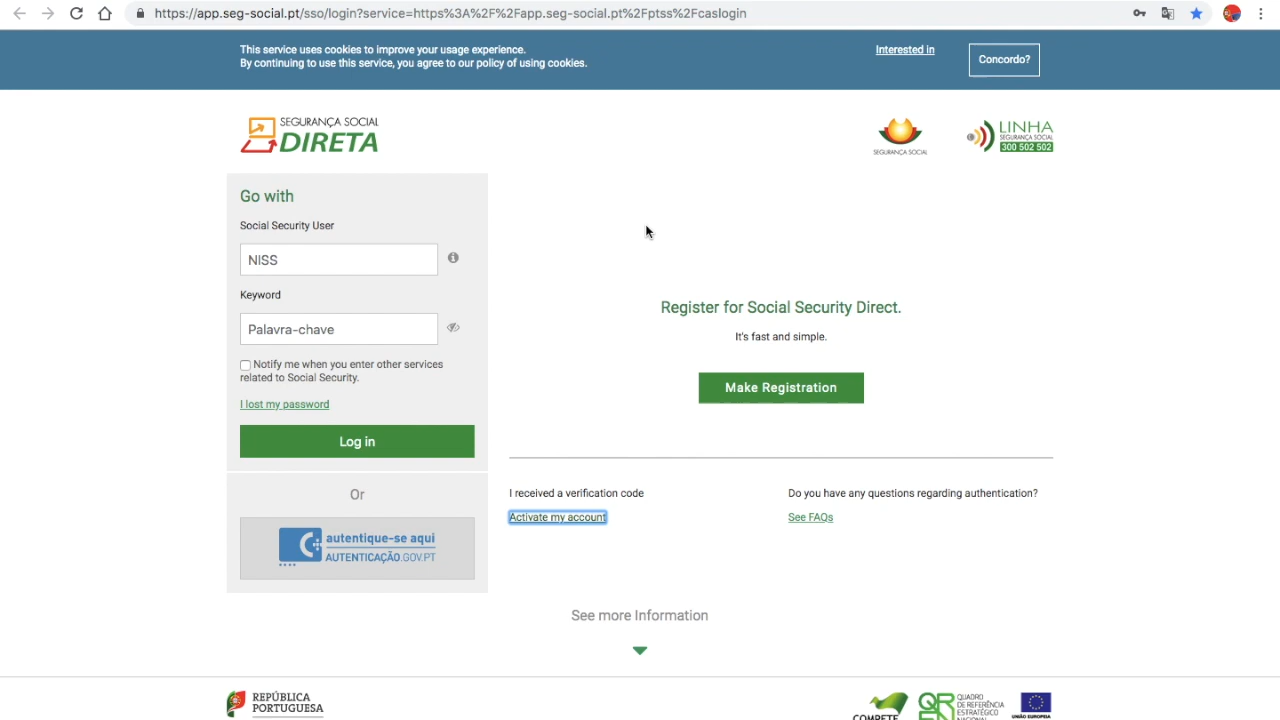 https://app.seg-social.pt/sso/login?service=https%3A%2F%2Fapp.seg-social.pt%2Fptss%2Fcaslogin
This service uses cookies to improve your usage experience.
By continuing to use this service, you agree to our policy of using cookies.
Interested in
Concordo?
SEGURANÇA SOCIAL
DIRETA
SEGURANÇA SOCIAL
LINHA
SEGURANÇA SOCIAL
300 502 502
Go with
Social Security User
NISS
Keyword
Palavra-chave
Notify me when you enter other services
related to Social Security.
I lost my password
Log in
Or
autentique-se aqui
AUTENTICAÇÃO.GOV.PT
Register for Social Security Direct.
It's fast and simple.
Make Registration
I received a verification code
Activate my account
Do you have any questions regarding authentication?
See FAQs
See more Information
REPÚBLICA
PORTUGUESA
COMPETE
QREN
QUADRO
DE REFERÊNCIA
ESTRATÉGICO
NACIONAL
UNIÃO EUROPEIA